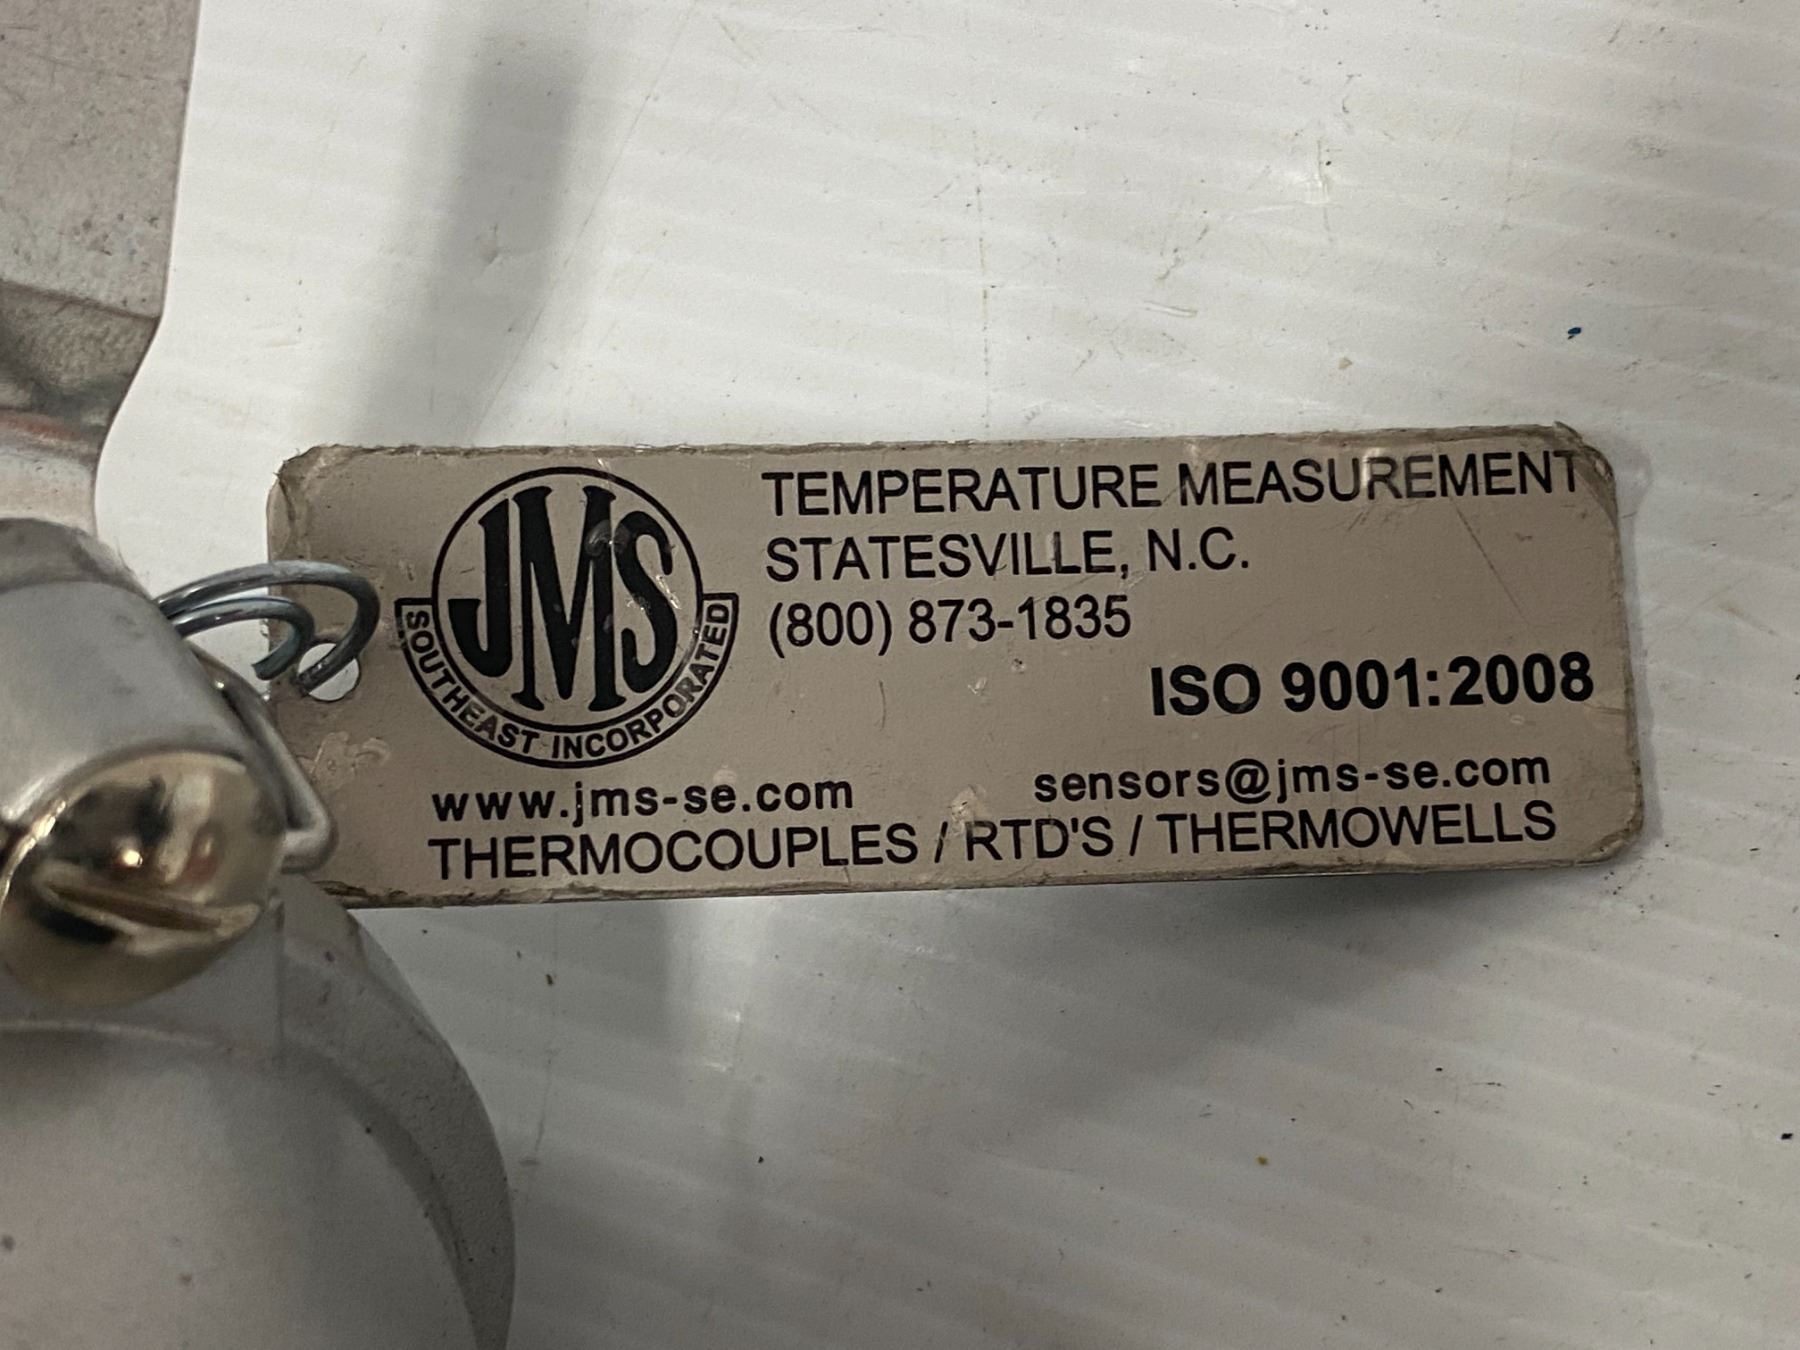 JMS
SOUTHEAST INCORPORATED
TEMPERATURE MEASUREMENT
STATESVILLE, N.C.
(800) 873-1835
ISO 9001:2008
www.jms-se.com
sensors@jms-se.com
THERMOCOUPLES / RTD'S / THERMOWELLS